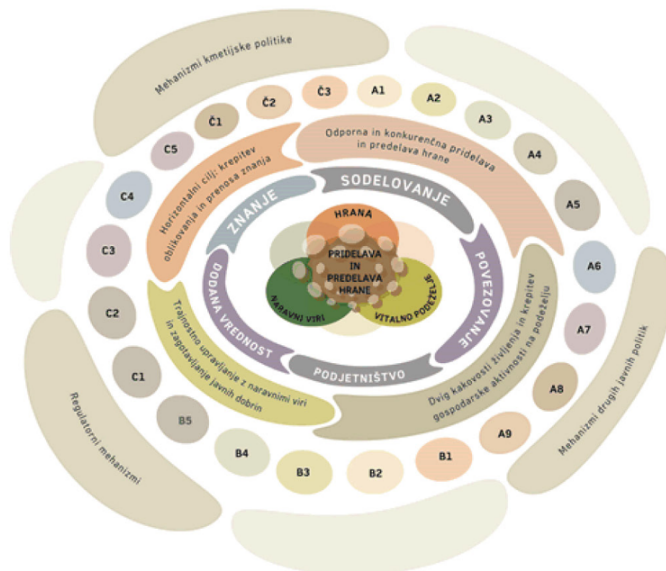 Mehanizmi kmetijske politike
Č3
A1
A2
A3
A4
A5
A6
A7
A8
A9
B1
B2
B3
B4
B5
C1
C2
C3
C4
C5
Č1
Č2
Horizontalni cilj: krepitev
oblikovanja in prenosa znanja
Odporna in konkurenčna pridelava
in predelava hrane
Dvig kakovosti življenja in krepitev
gospodarske aktivnosti na podeželju
Trajnostno upravljanje z naravnimi viri
in zagotavljanje javnih dobrin
ZNANJE
SODELOVANJE
POVEZOVANJE
PODJETNIŠTVO
DODANA VREDNOST
HRANA
PRIDELAVA
IN
PREDELAVA
HRANE
NARAVNI VIRI
VITALNO PODEŽELJE
Mehanizmi drugih javnih politik
Regulatorni mehanizmi